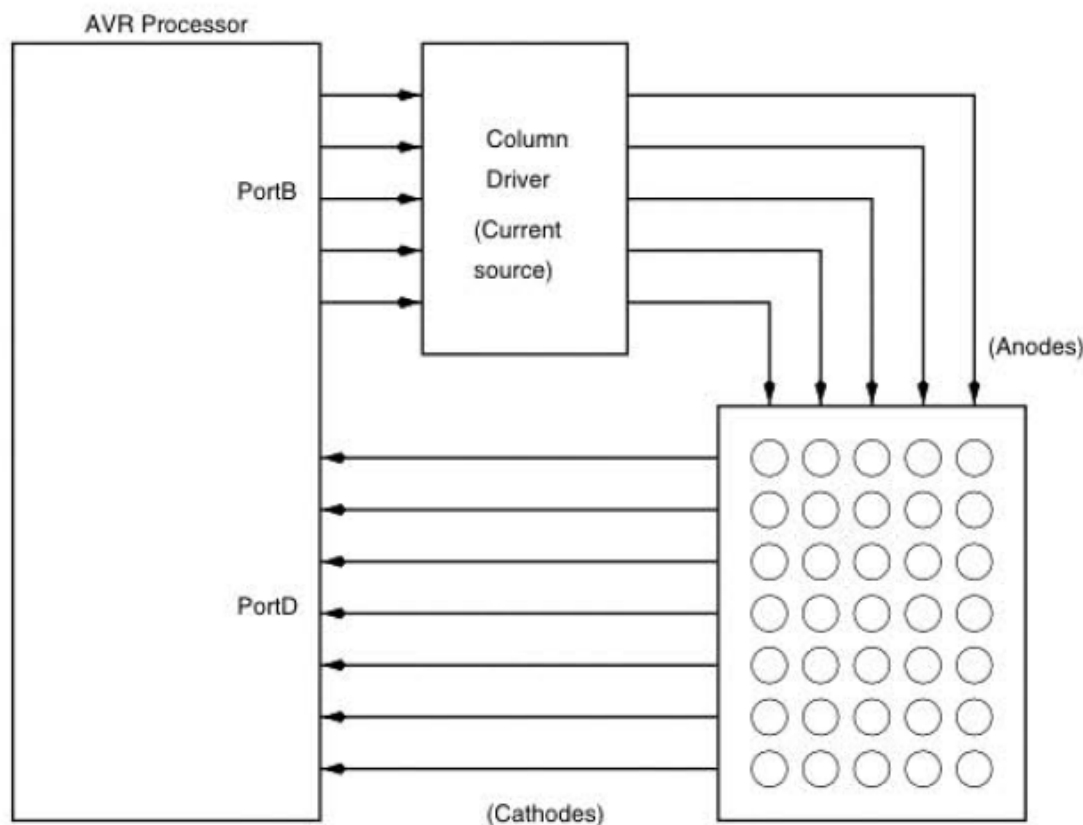 AVR Processor
Column
Driver
PortB
(Current
source)
(Anodes)
PortD
(Cathodes)